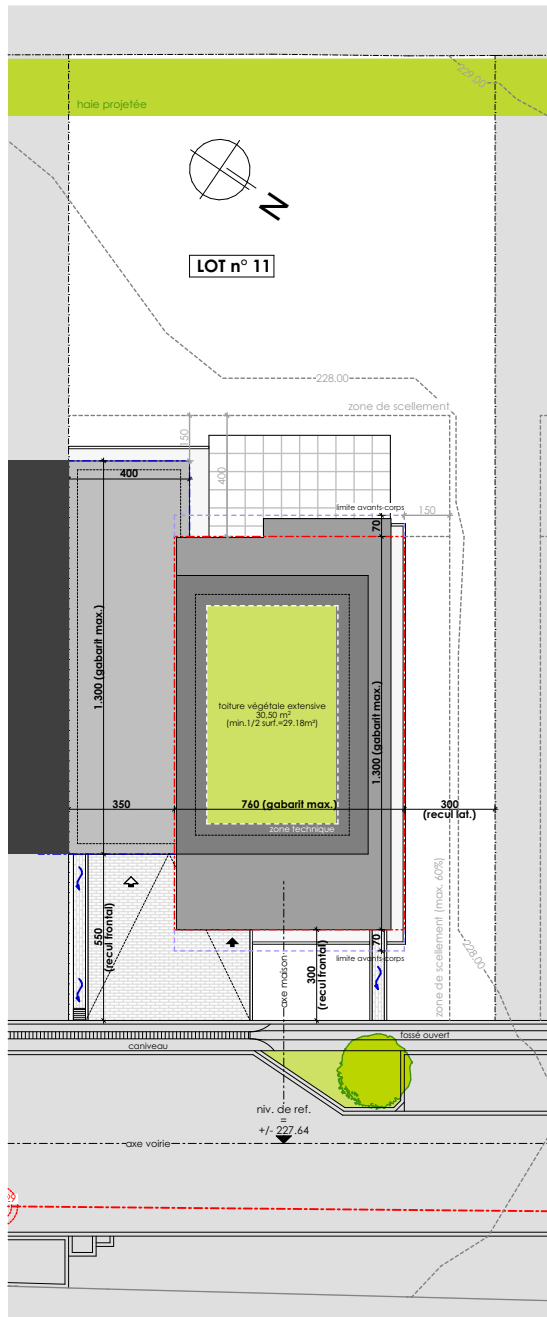 229.00
haie projetée
N
LOT n° 11
228.00
zone de scellement
150
400
400
limite avants-corps
150
70
1.300 (gabarit max.)
1.300 (gabarit max.)
toiture végétale extensive
30,50 m²
(min.1/2 surf.=29.18m²)
350
760 (gabarit max.)
300
(recul lat.)
zone technique
zone de scellement (max. 60%)
550
(recul frontal)
axe maison
300
(recul frontal)
70
limite avants-corps
228.00
caniveau
fossé ouvert
niv. de ref.
=
+/- 227.64
axe voirie